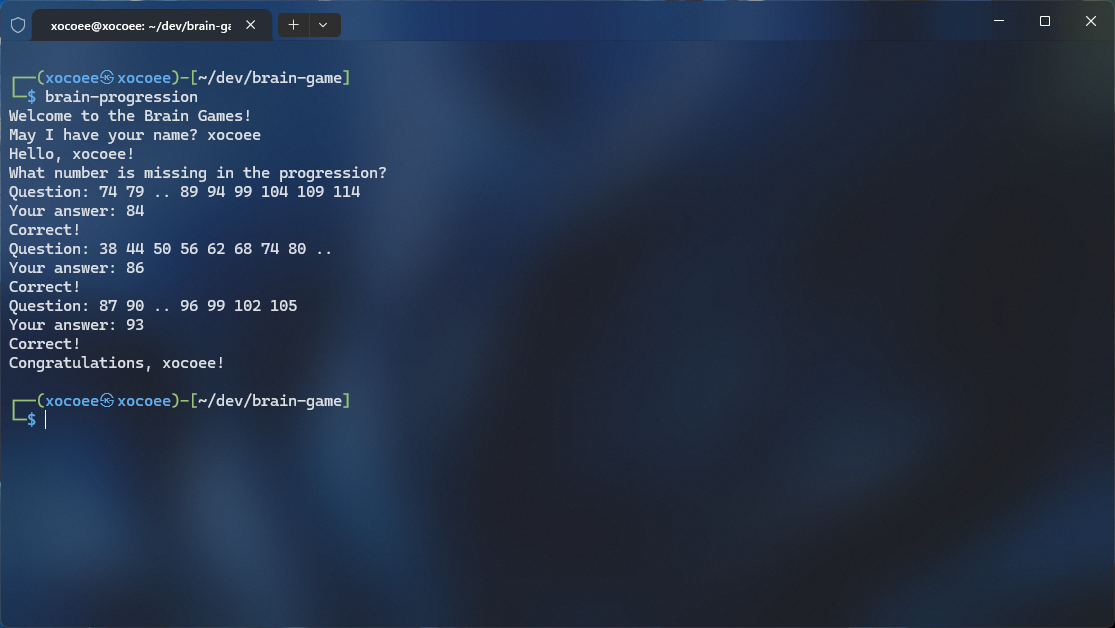 xocoee@xocoee: ~/dev/brain-ga
┌──(xocoee㉿xocoee)-[~/dev/brain-game]
└─$ brain-progression
Welcome to the Brain Games!
May I have your name? xocoee
Hello, xocoee!
What number is missing in the progression?
Question: 74 79 .. 89 94 99 104 109 114
Your answer: 84
Correct!
Question: 38 44 50 56 62 68 74 80 ..
Your answer: 86
Correct!
Question: 87 90 .. 96 99 102 105
Your answer: 93
Correct!
Congratulations, xocoee!
┌──(xocoee㉿xocoee)-[~/dev/brain-game]
└─$